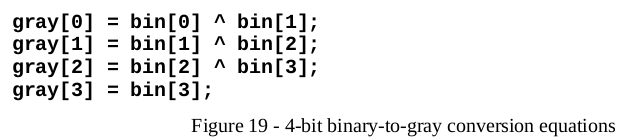 gray[0] = bin[0] ^ bin[1];
gray[1] = bin[1] ^ bin[2];
gray[2] = bin[2] ^ bin[3];
gray[3] = bin[3];
Figure 19 - 4-bit binary-to-gray conversion equations